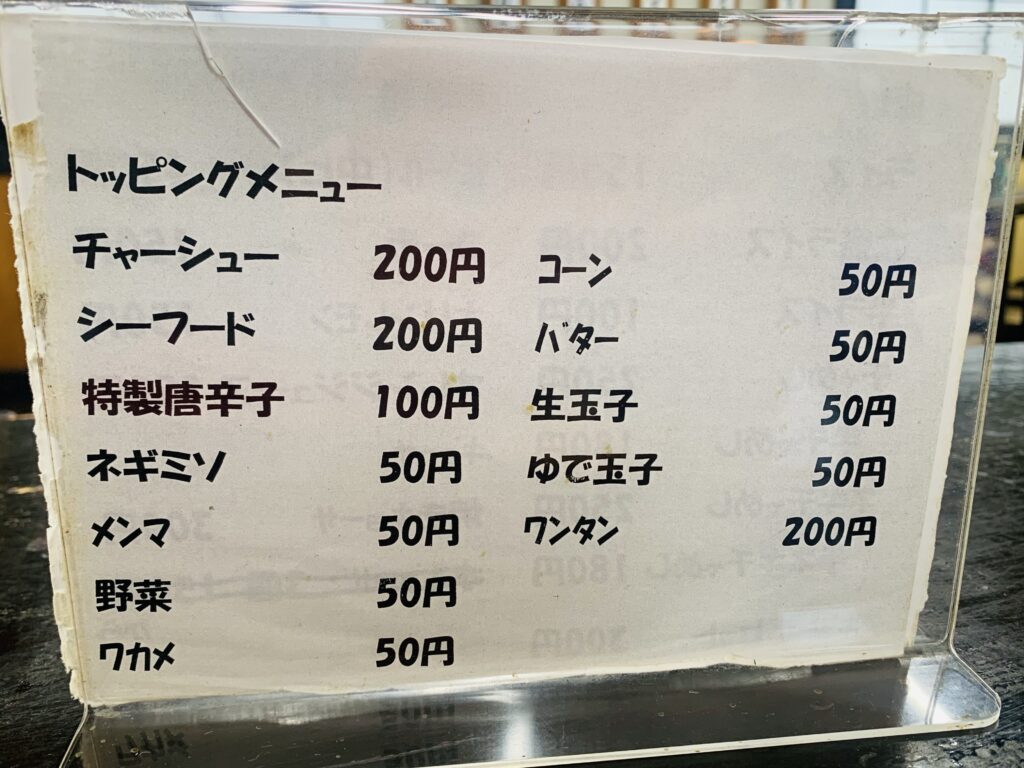 トッピングメニュー
チャーシュー 200円
シーフード 200円
特製唐辛子 100円
ネギミソ 50円
メンマ 50円
野菜 50円
ワカメ 50円
コーン 50円
バター 50円
生玉子 50円
ゆで玉子 50円
ワンタン 200円